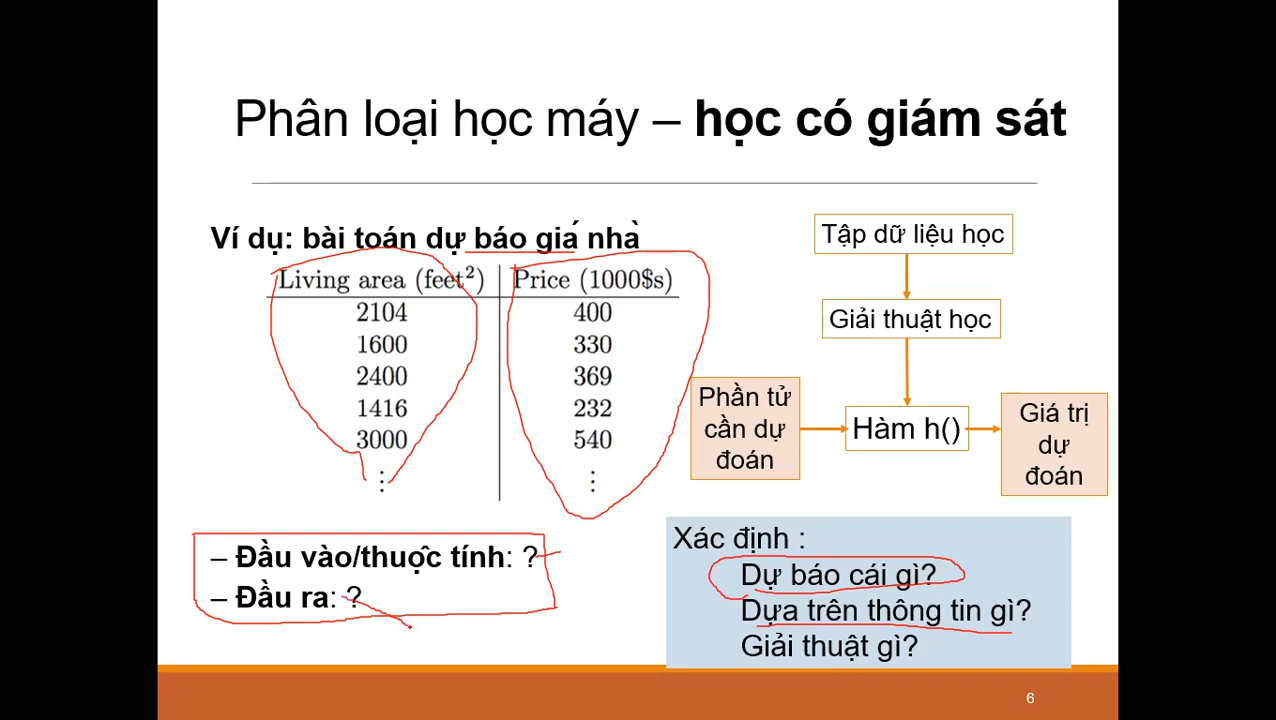 Phân loại học máy – học có giám sát
Ví dụ: bài toán dự báo giá nhà
Living area (feet²) Price (1000$s)
2104 400
1600 330
2400 369
1416 232
3000 540
⋮ ⋮
– Đầu vào/thuộc tính: ?
– Đầu ra: ?
Tập dữ liệu học
Giải thuật học
Phần tử
cần dự
đoán
Hàm h()
Giá trị
dự
đoán
Xác định :
Dự báo cái gì?
Dựa trên thông tin gì?
Giải thuật gì?
6